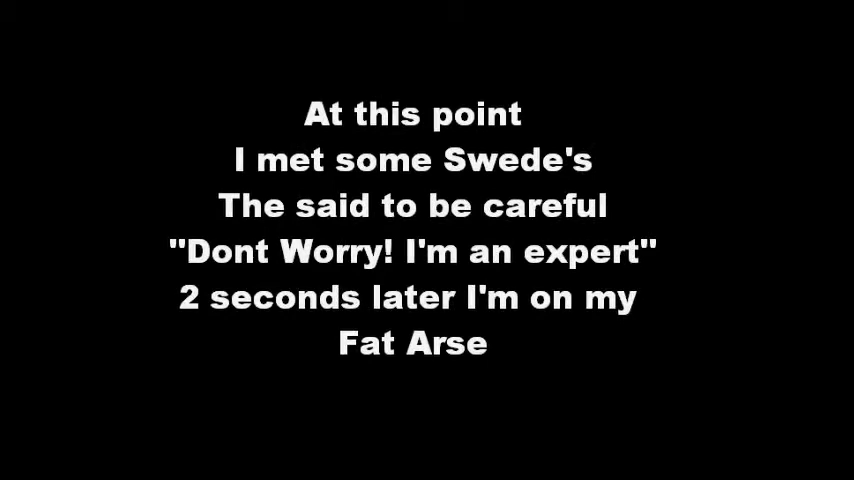 At this point
I met some Swede's
The said to be careful
"Dont Worry! I'm an expert"
2 seconds later I'm on my
Fat Arse